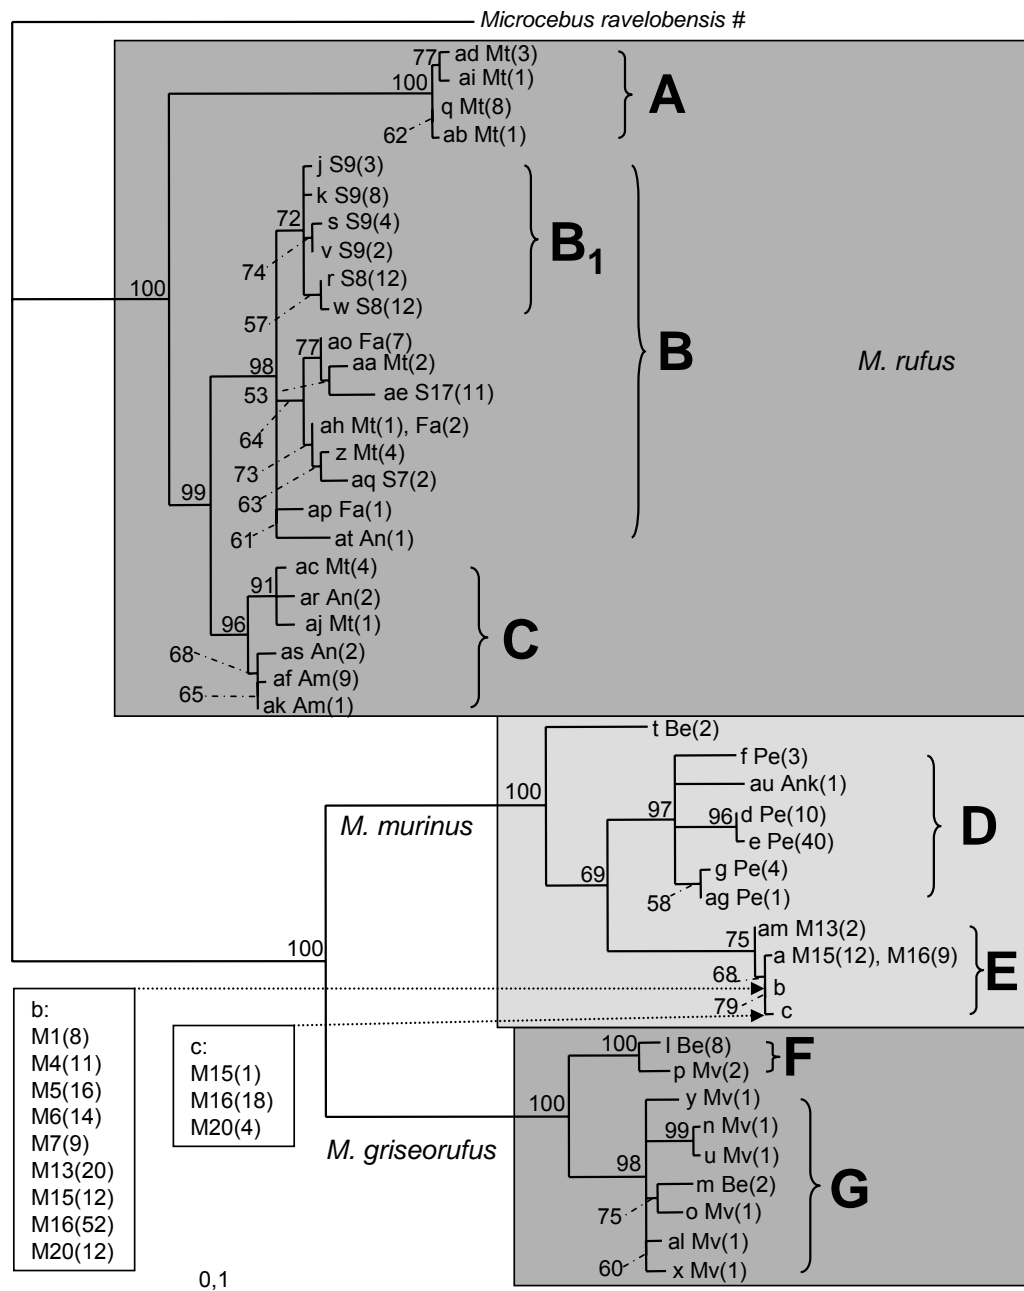 Microcebus ravelobensis #
77 ad Mt(3)
ai Mt(1)
100
A
q Mt(8)
62 ab Mt(1)
j S9(3)
k S9(8)
72 s S9(4)
v S9(2)
B1
74
r S8(12)
100
w S8(12)
57
ao Fa(7)
77
B
M. rufus
aa Mt(2)
98
ae S17(11)
53
ah Mt(1), Fa(2)
64
z Mt(4)
73
aq S7(2)
99
63
ap Fa(1)
61 at An(1)
ac Mt(4)
91
ar An(2)
96 aj Mt(1)
C
68 as An(2)
af Am(9)
65
ak Am(1)
t Be(2)
f Pe(3)
au Ank(1)
100
97 96 d Pe(10)
M. murinus
D
e Pe(40)
69 g Pe(4)
58 ag Pe(1)
am M13(2)
75
100
a M15(12), M16(9)
68
E
b
79
c
b:
M1(8)
M4(11)
M5(16)
M6(14)
M7(9)
M13(20)
M15(12)
M16(52)
M20(12)
c:
M15(1)
M16(18)
M20(4)
100 l Be(8)
F
p Mv(2)
100
y Mv(1)
M. griseorufus
99 n Mv(1)
u Mv(1)
98
G
m Be(2)
75 o Mv(1)
al Mv(1)
60 x Mv(1)
0,1